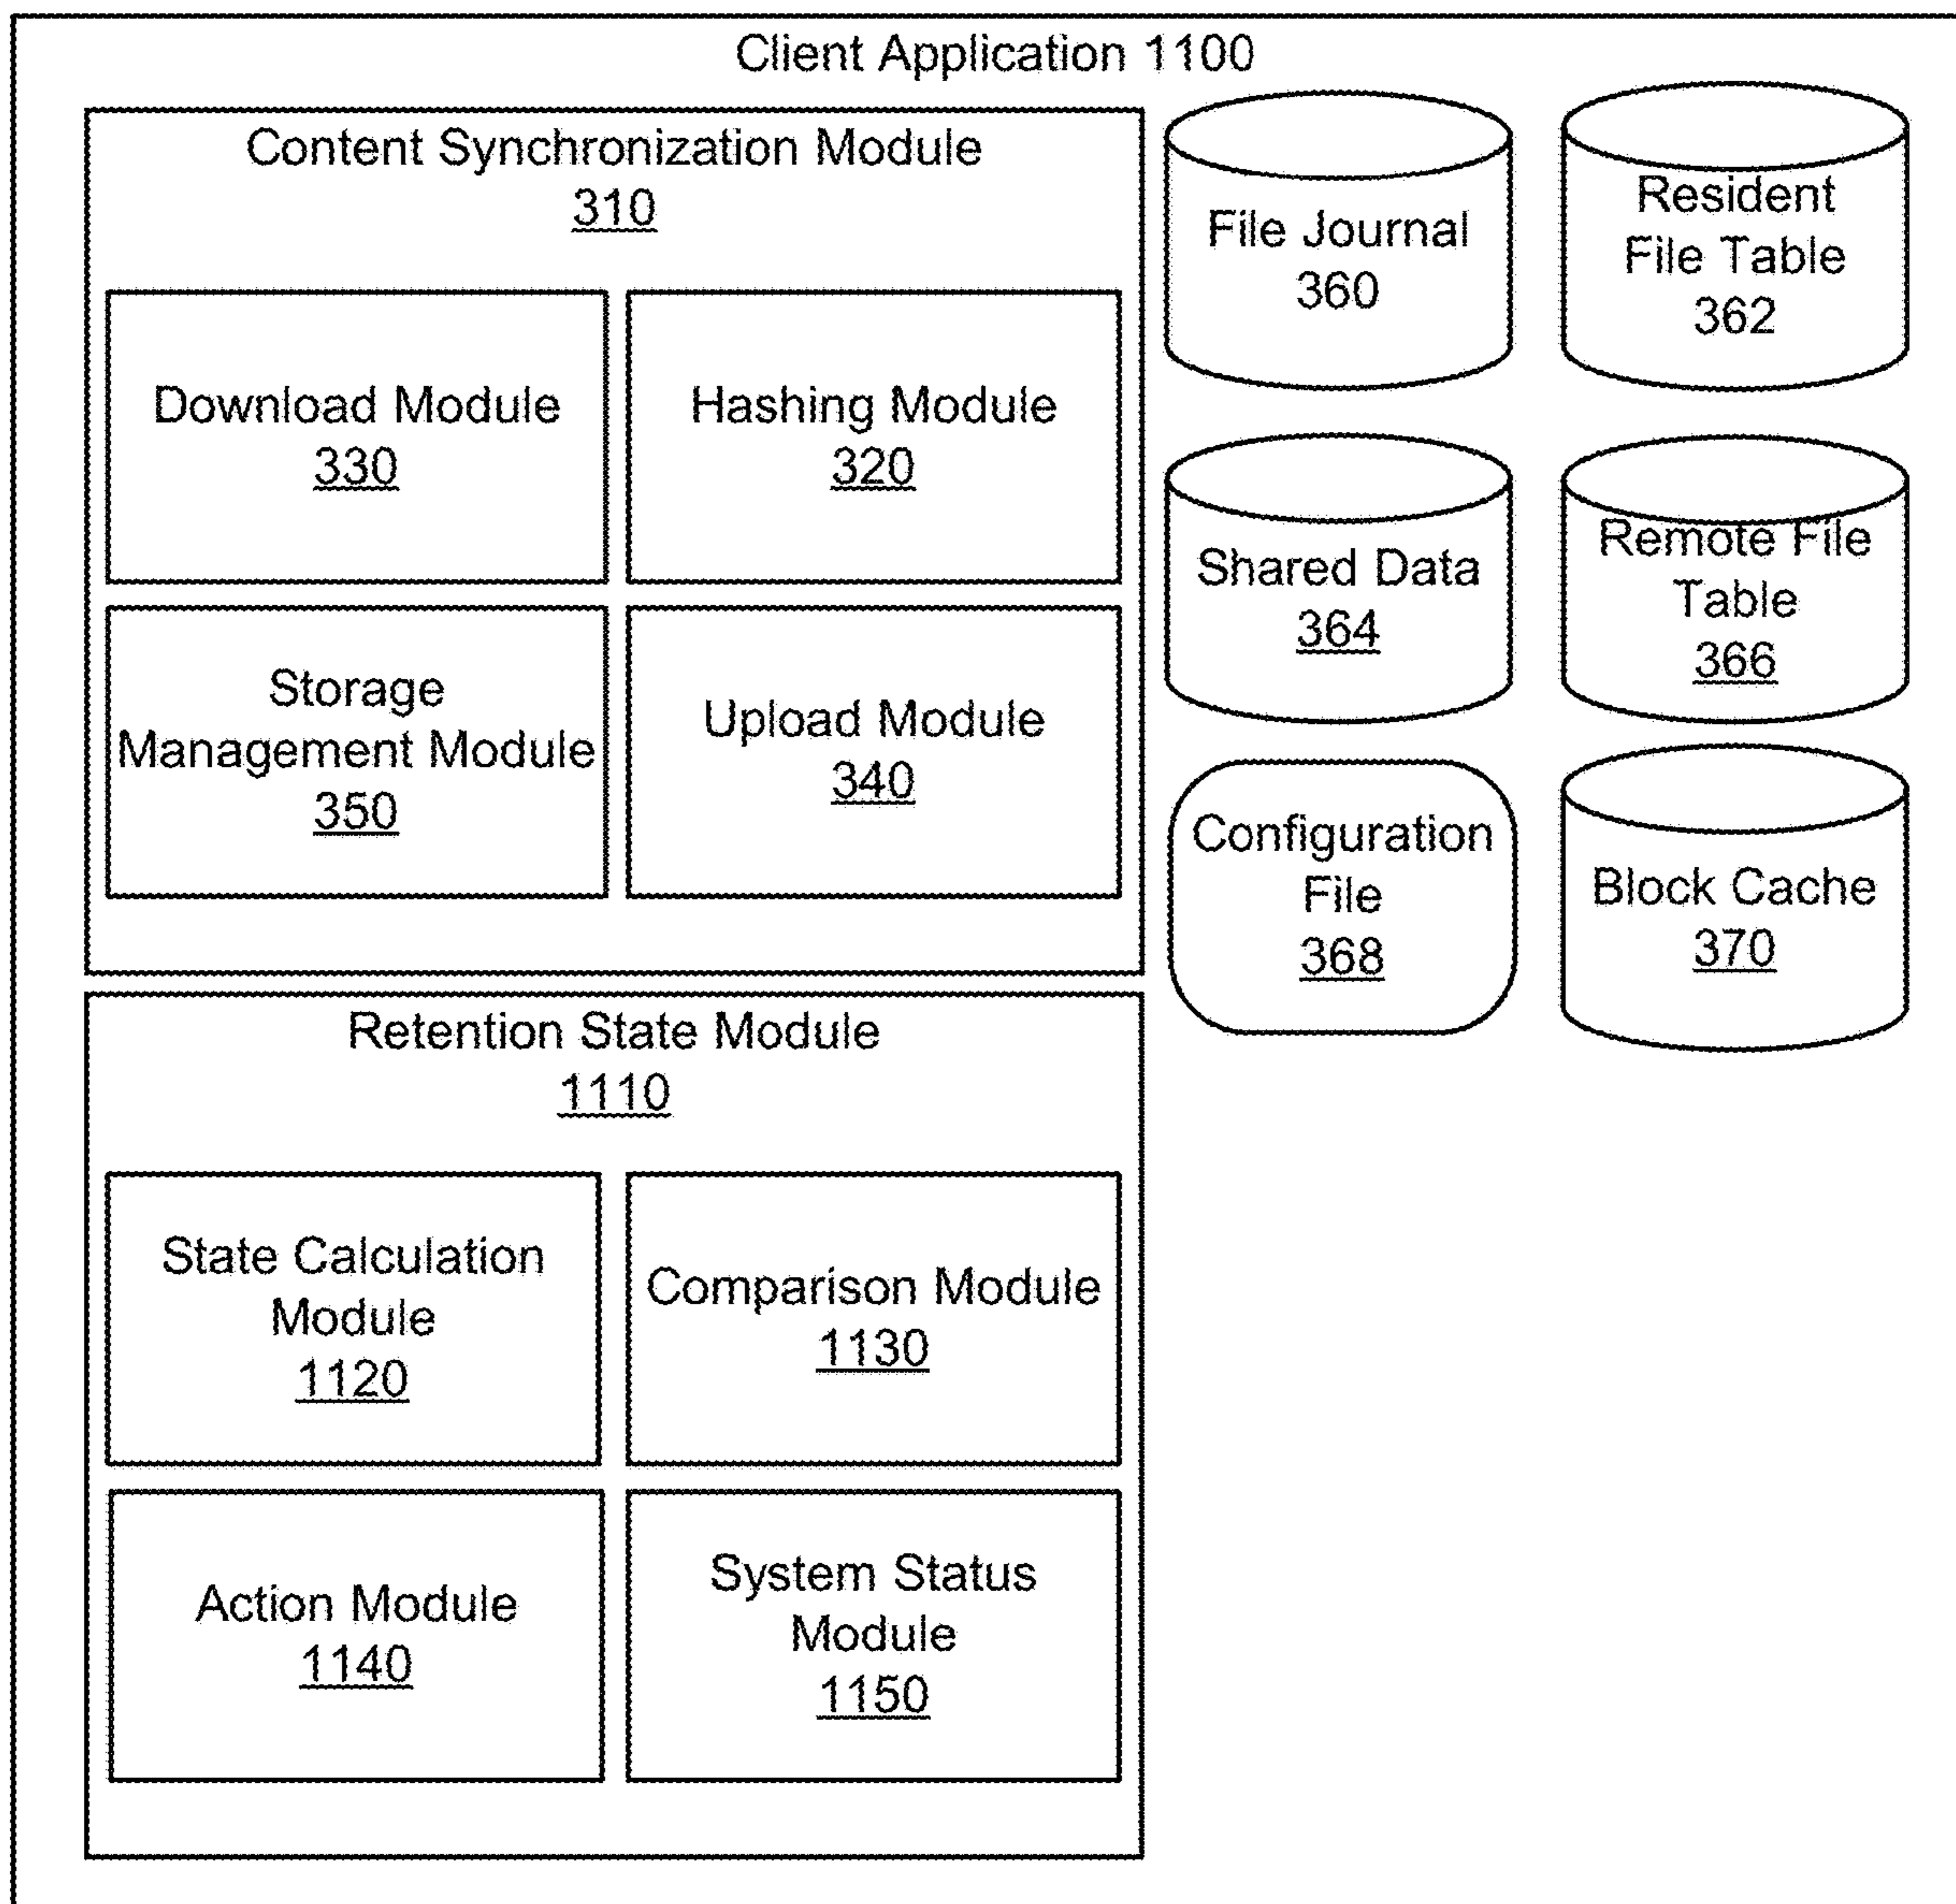 Client Application 1100
Content Synchronization Module
310
Download Module
330
Hashing Module
320
Storage
Management Module
350
Upload Module
340
File Journal
360
Resident
File Table
362
Shared Data
364
Remote File
Table
366
Configuration
File
368
Block Cache
370
Retention State Module
1110
State Calculation
Module
1120
Comparison Module
1130
Action Module
1140
System Status
Module
1150